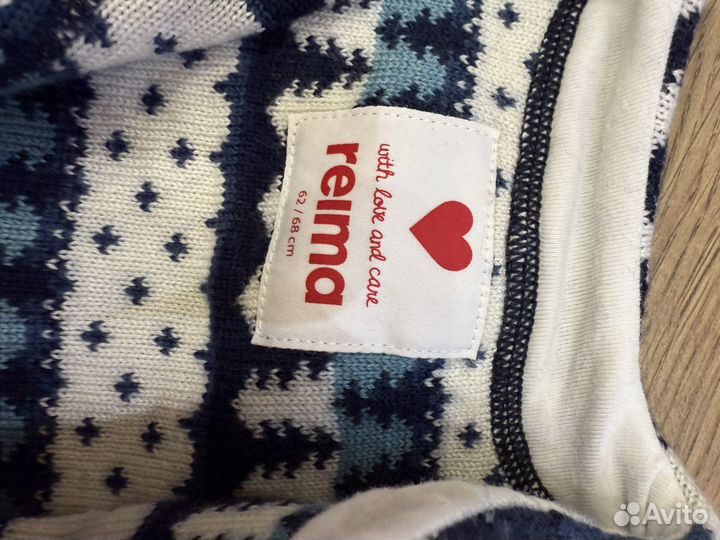 with love and care
reima
62 / 68 cm
Avito